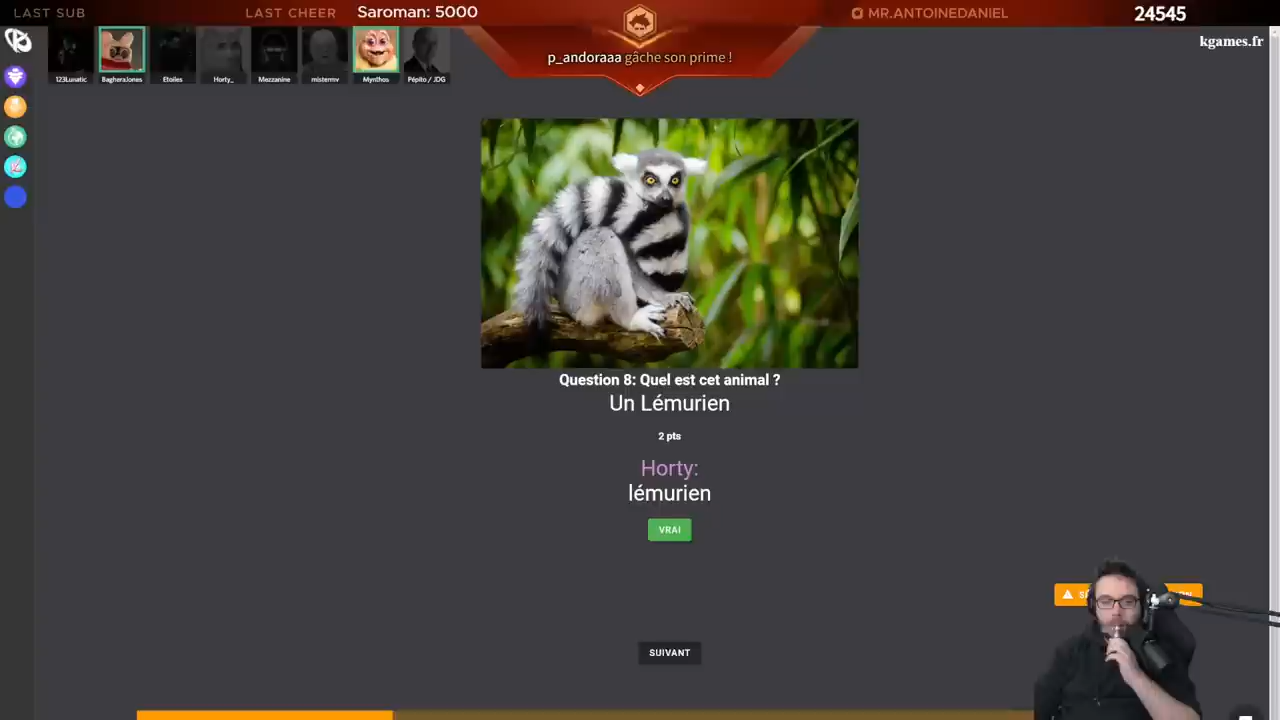 LAST SUB
LAST CHEER
Saroman: 5000
MR.ANTOINEDANIEL
24545
kgames.fr
p_andoraaa gâche son prime !
123Lunatic
BagheraJones
Etoiles
Horty_
Mezzanine
mistermv
Mynthos
Pépito / JDG
Question 8: Quel est cet animal ?
Un Lémurien
2 pts
Horty:
lémurien
VRAI
SUIVANT